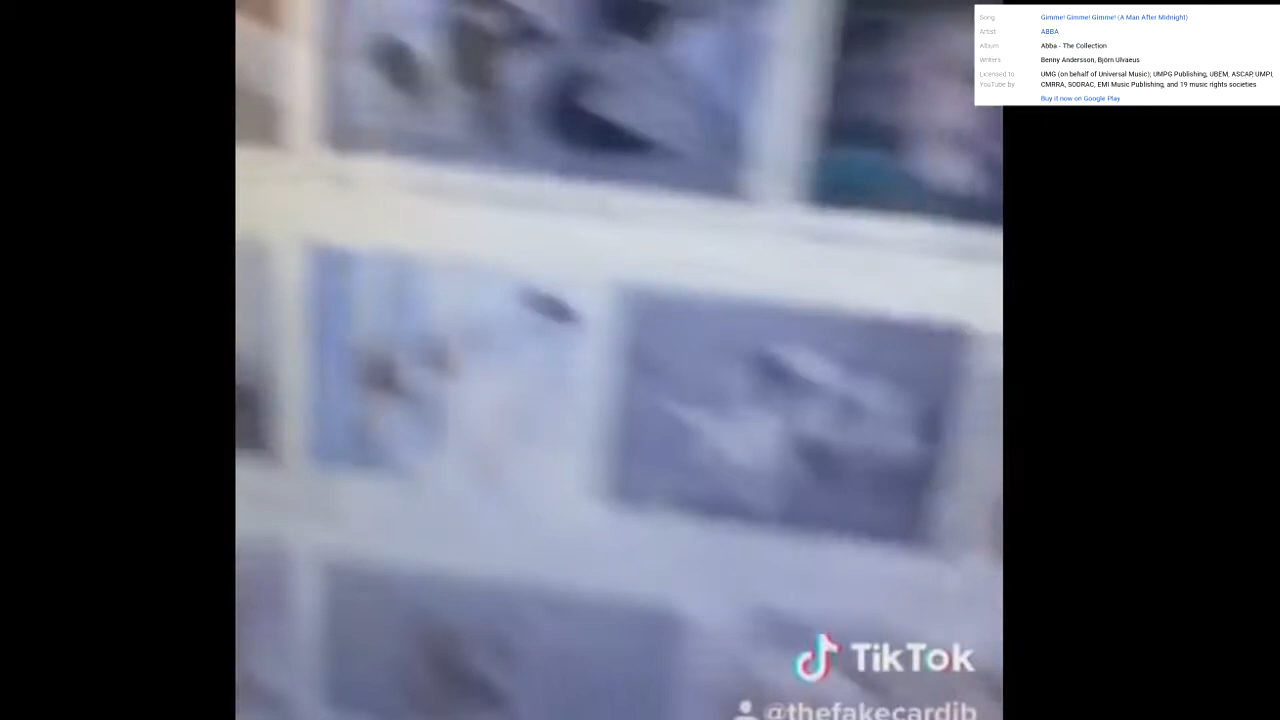 Song Gimme! Gimme! Gimme! (A Man After Midnight)
Artist ABBA
Album Abba - The Collection
Writers Benny Andersson, Björn Ulvaeus
Licensed to UMG (on behalf of Universal Music); UMPG Publishing, UBEM, ASCAP, UMPI,
YouTube by CMRRA, SODRAC, EMI Music Publishing, and 19 music rights societies
Buy it now on Google Play
TikTok
@thefakecardib